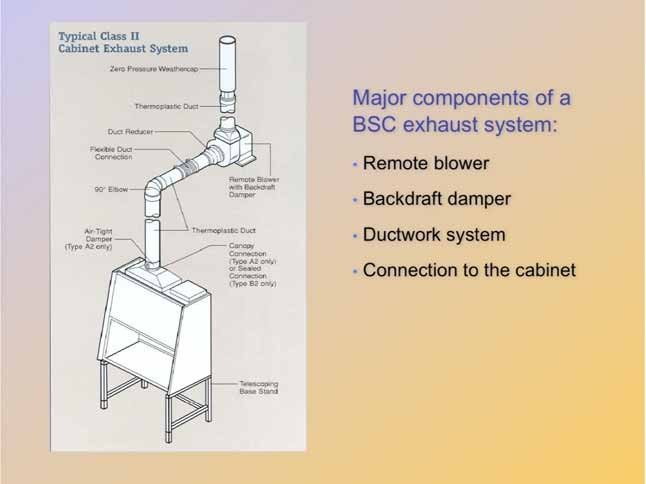 Typical Class II
Cabinet Exhaust System
Zero Pressure Weathercap
Thermoplastic Duct
Duct Reducer
Flexible Duct
Connection
Remote Blower
with Backdraft
Damper
90° Elbow
Air-Tight
Damper
(Type A2 only)
Thermoplastic Duct
Canopy
Connection
(Type A2 only)
or Sealed
Connection
(Type B2 only)
Telescoping
Base Stand
Major components of a
BSC exhaust system:
• Remote blower
• Backdraft damper
• Ductwork system
• Connection to the cabinet